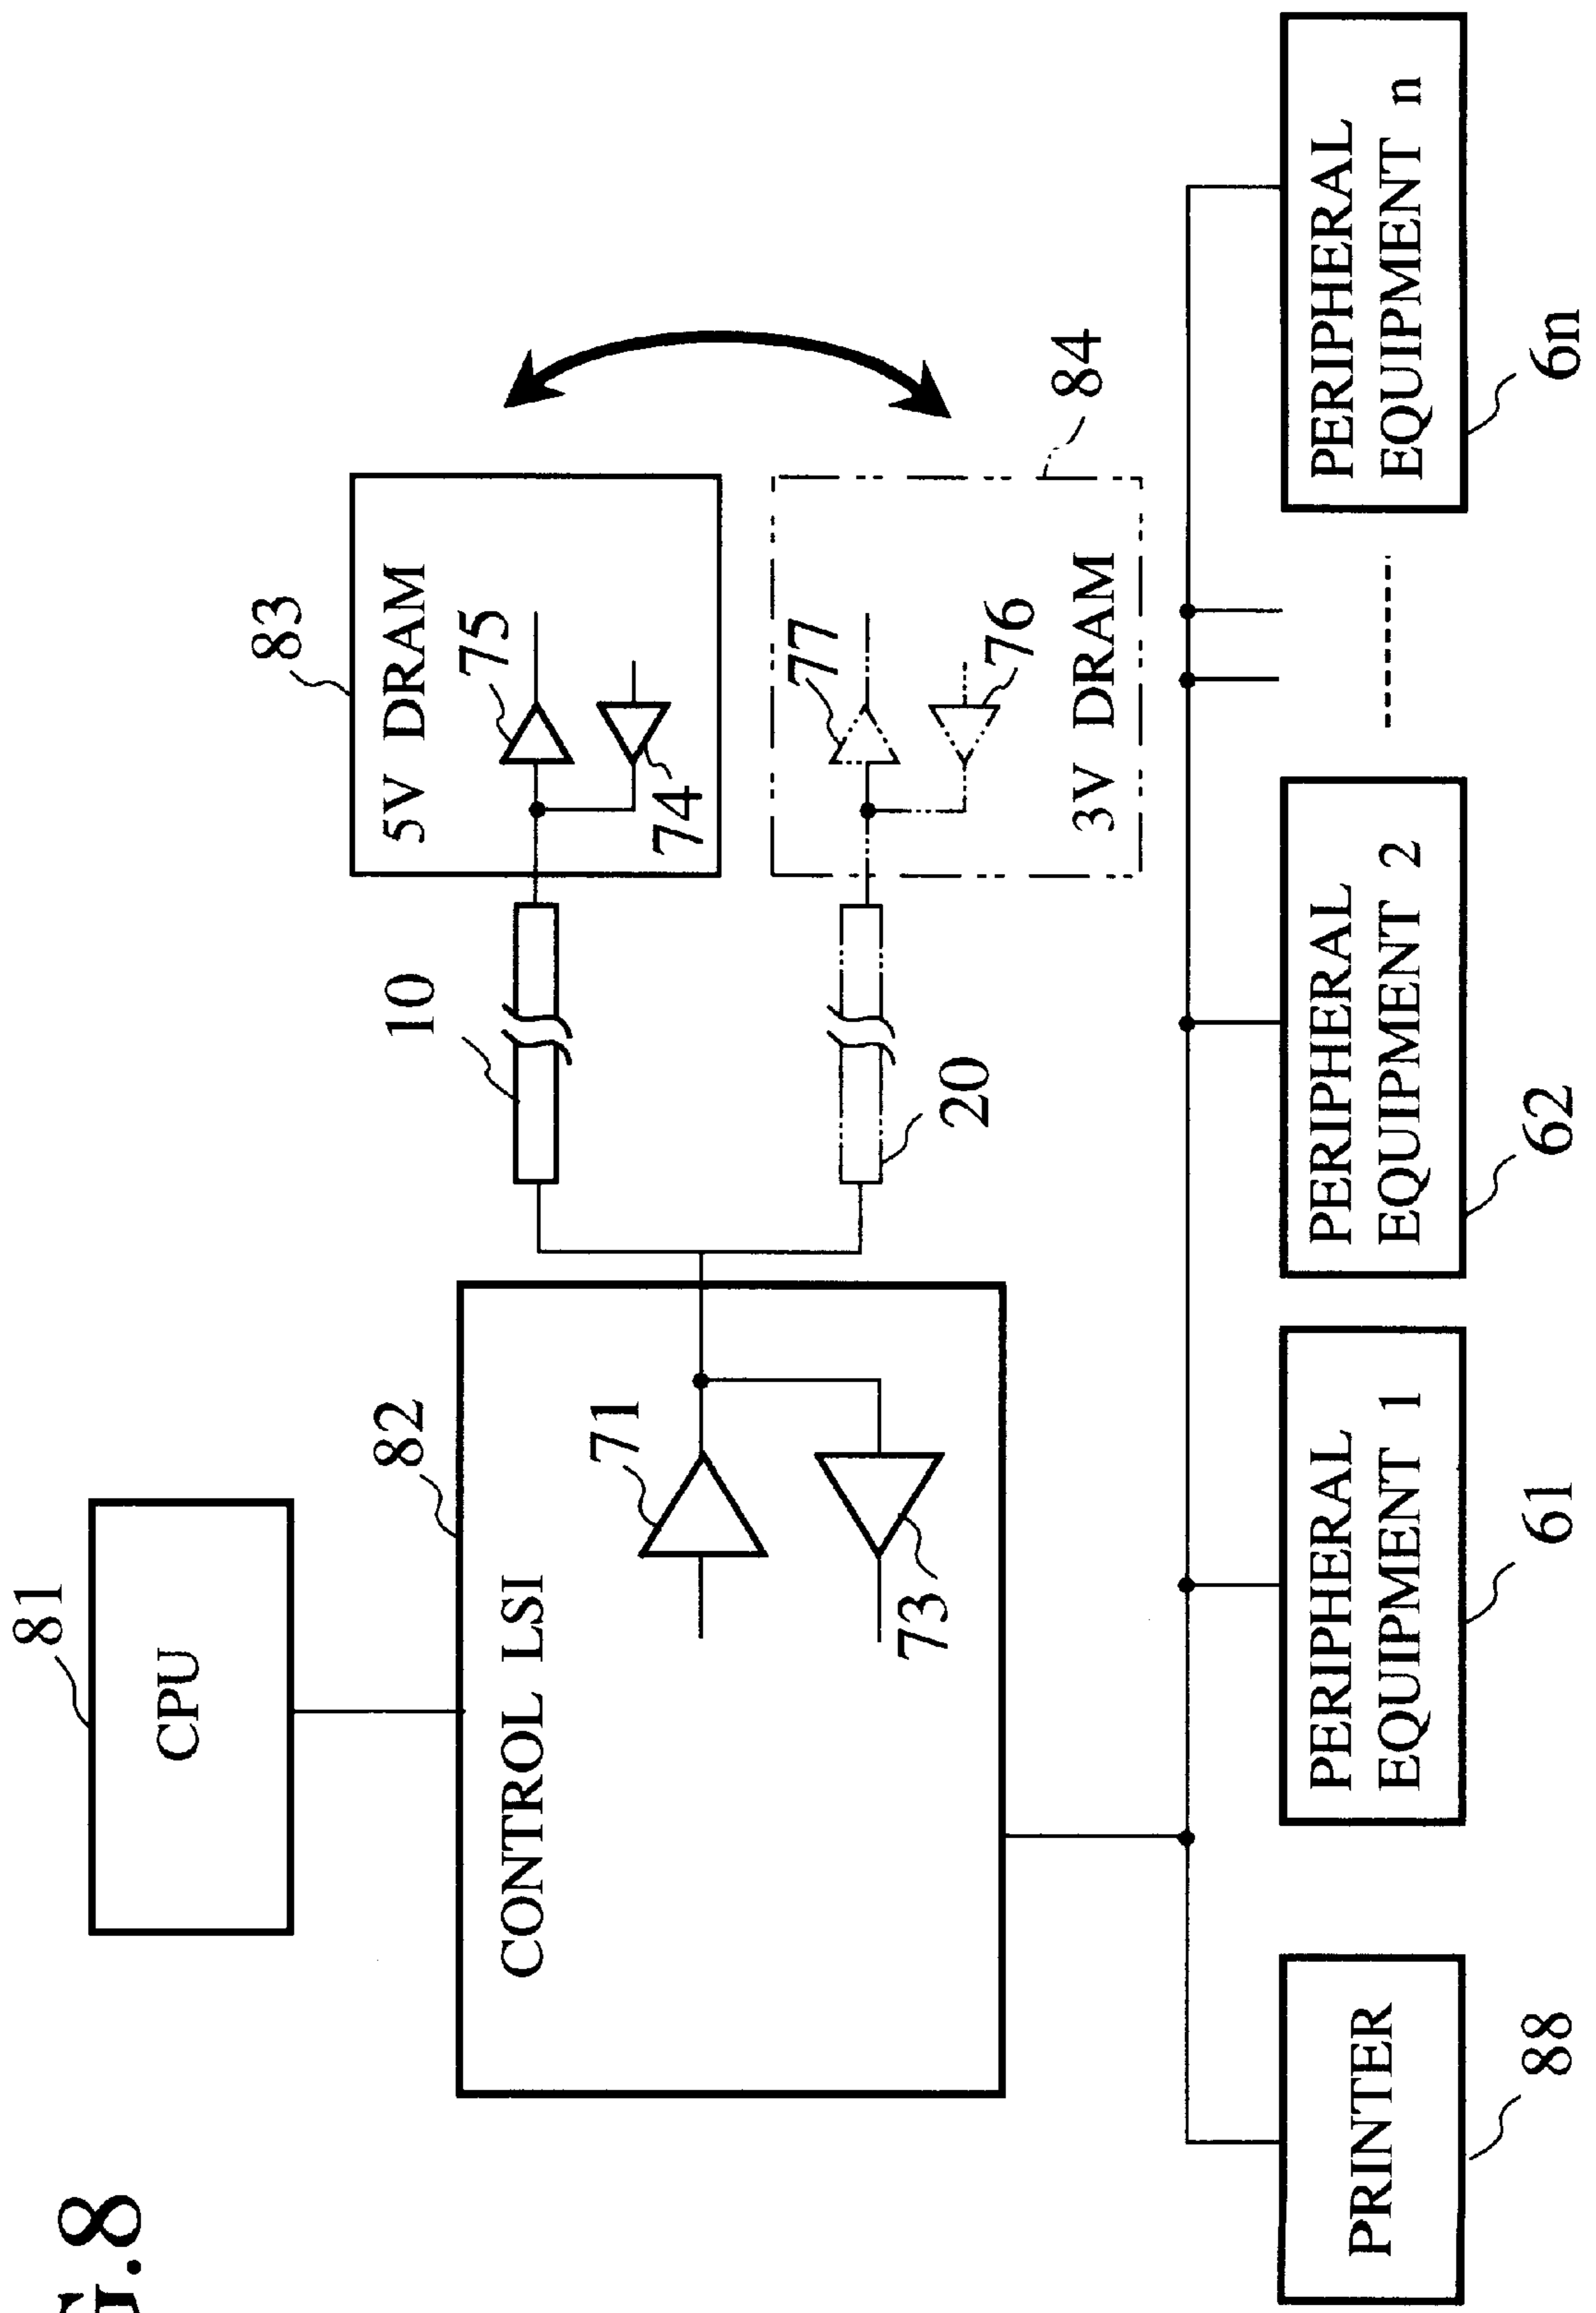 G.8
81
CPU
82
CONTROL LSI
71
73
83
5V DRAM
75
74
10
20
84
77
76
3V DRAM
PRINTER
88
PERIPHERAL
EQUIPMENT 1
61
PERIPHERAL
EQUIPMENT 2
62
PERIPHERAL
EQUIPMENT n
6n